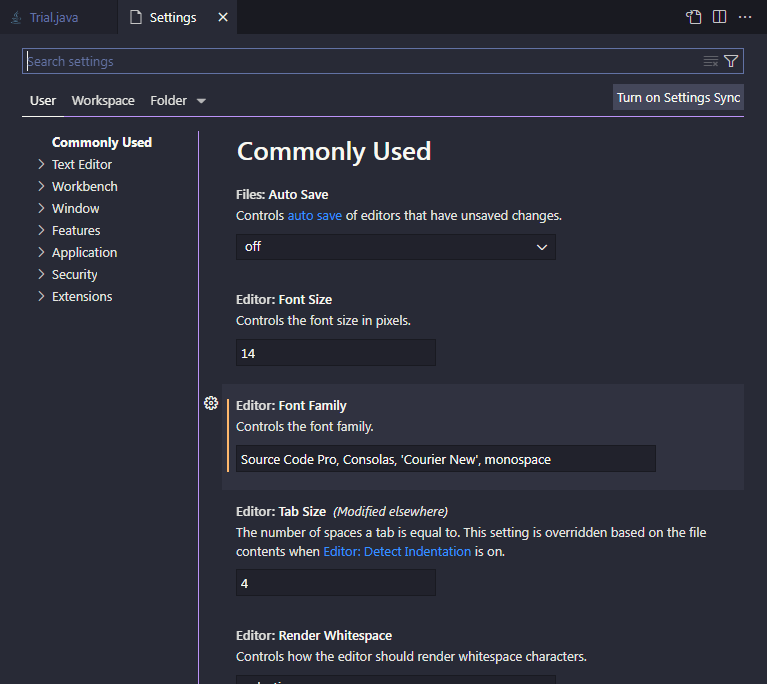 Trial.java
Settings
Search settings
User Workspace Folder
Turn on Settings Sync
Commonly Used
Text Editor
Workbench
Window
Features
Application
Security
Extensions
Commonly Used
Files: Auto Save
Controls auto save of editors that have unsaved changes.
off
Editor: Font Size
Controls the font size in pixels.
14
Editor: Font Family
Controls the font family.
Source Code Pro, Consolas, 'Courier New', monospace
Editor: Tab Size (Modified elsewhere)
The number of spaces a tab is equal to. This setting is overridden based on the file
contents when Editor: Detect Indentation is on.
4
Editor: Render Whitespace
Controls how the editor should render whitespace characters.